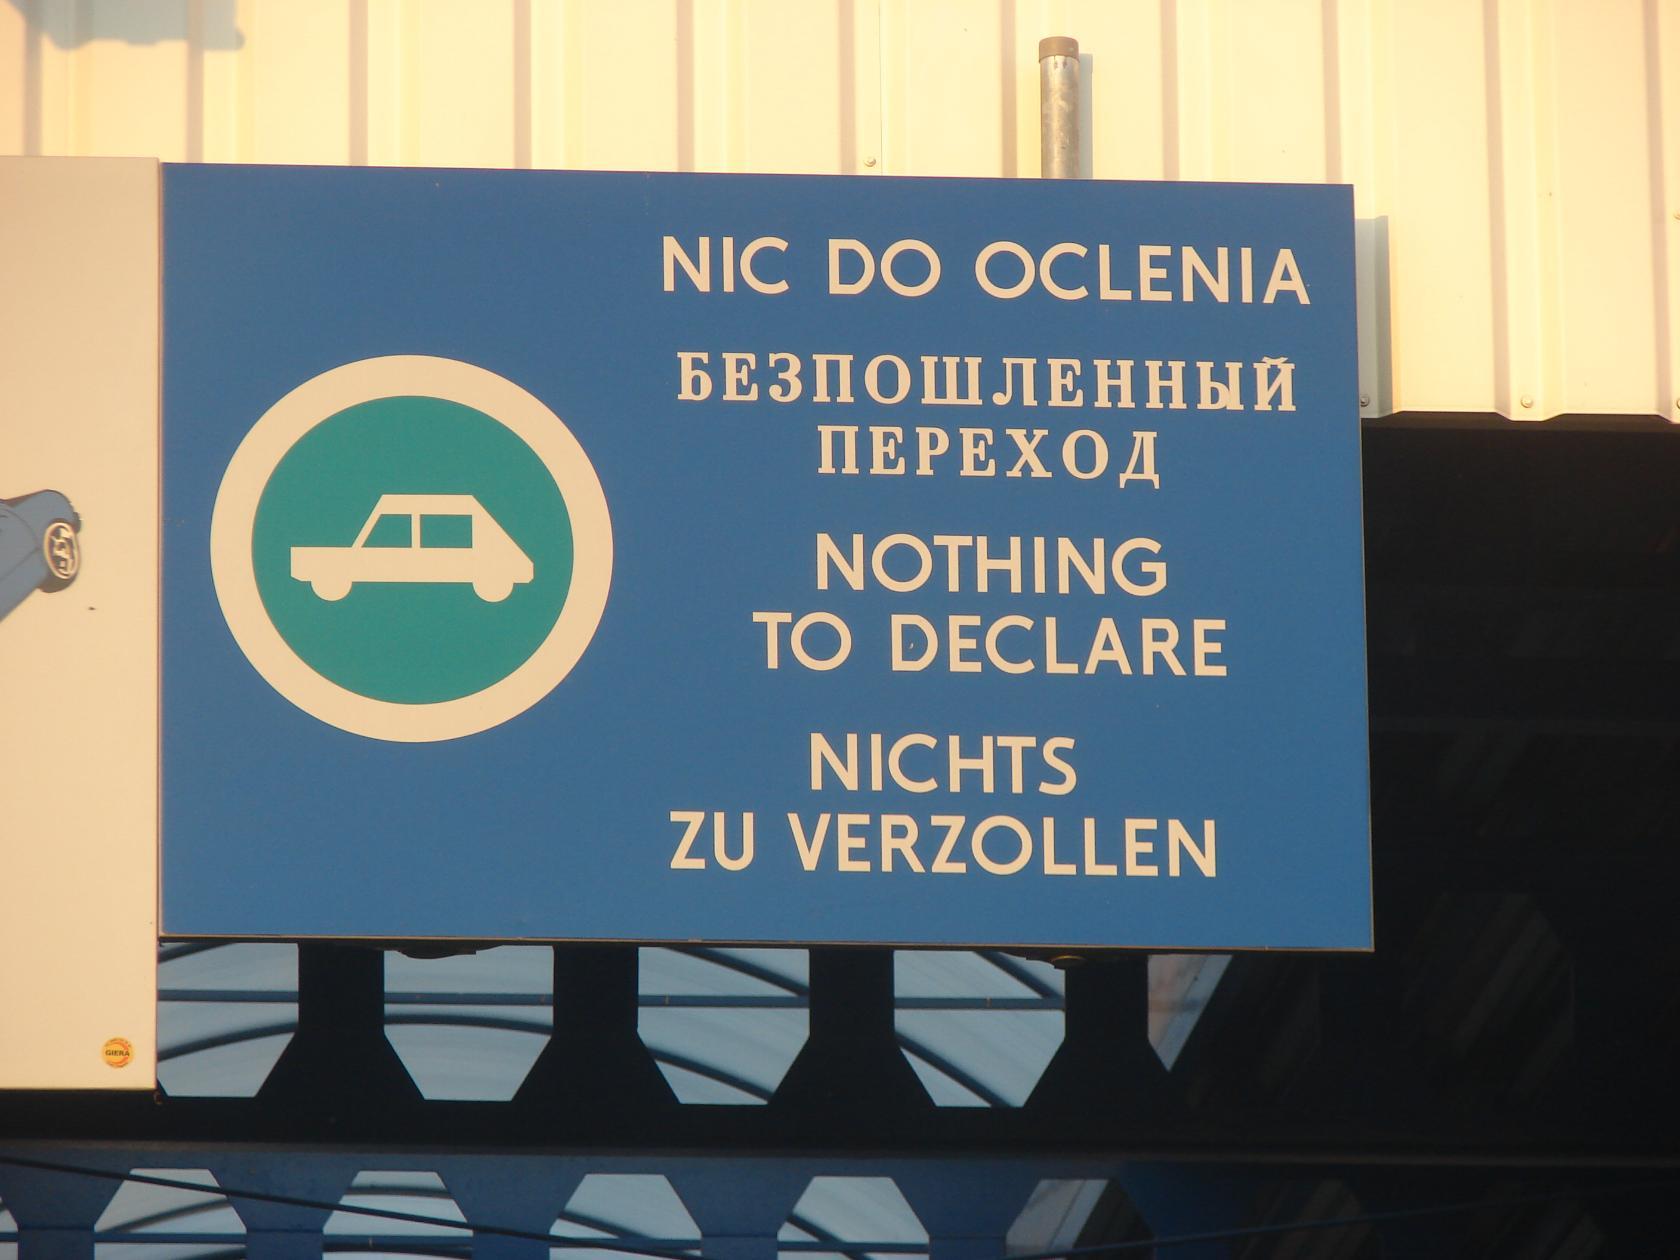 NIC DO OCLENIA
БЕЗПОШЛЕННЫЙ
ПЕРЕХОД
NOTHING
TO DECLARE
NICHTS
ZU VERZOLLEN
GIERA